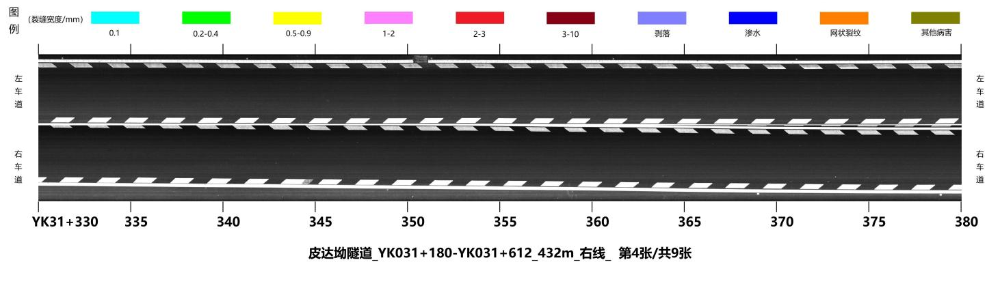 图例
(裂缝宽度/mm)
0.1 0.2-0.4 0.5-0.9 1-2 2-3 3-10 剥落 渗水 网状裂纹 其他病害
左车道 左车道
右车道 右车道
YK31+330 335 340 345 350 355 360 365 370 375 380
皮达坳隧道_YK031+180-YK031+612_432m_右线_ 第4张/共9张